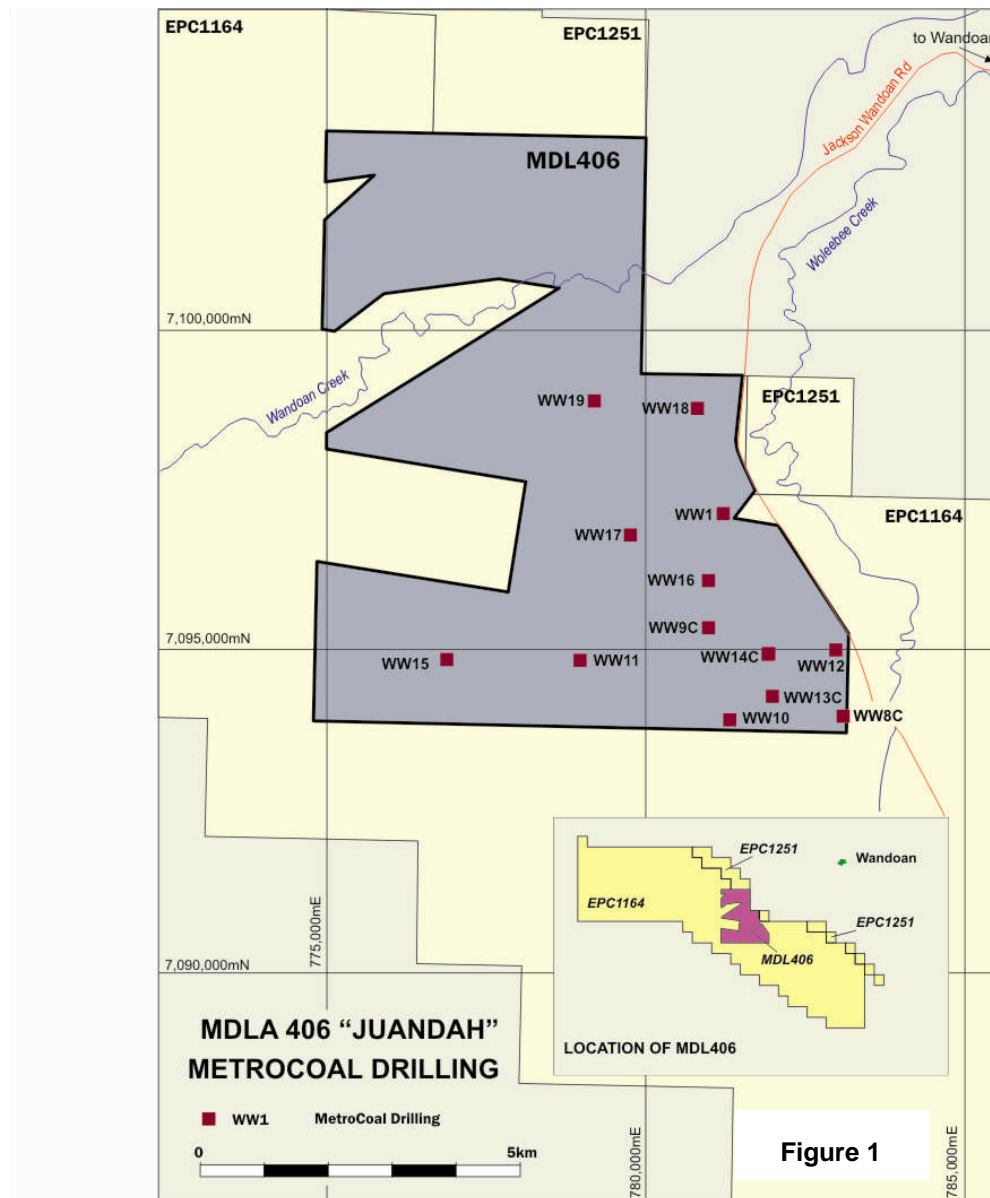 EPC1164
EPC1251
to Wandoan
Jackson Wandoan Rd
MDL406
Woleebee Creek
7,100,000mN
Wandoan Creek
EPC1251
WW19
WW18
WW1
EPC1164
WW17
WW16
WW9C
7,095,000mN
WW15
WW11
WW14C
WW12
WW13C
WW10
WW8C
EPC1251
Wandoan
EPC1164
EPC1251
MDL406
LOCATION OF MDL406
775,000mE
7,090,000mN
MDLA 406 “JUANDAH”
METROCOAL DRILLING
WW1 MetroCoal Drilling
0 5km
780,000mE
Figure 1
785,000mE